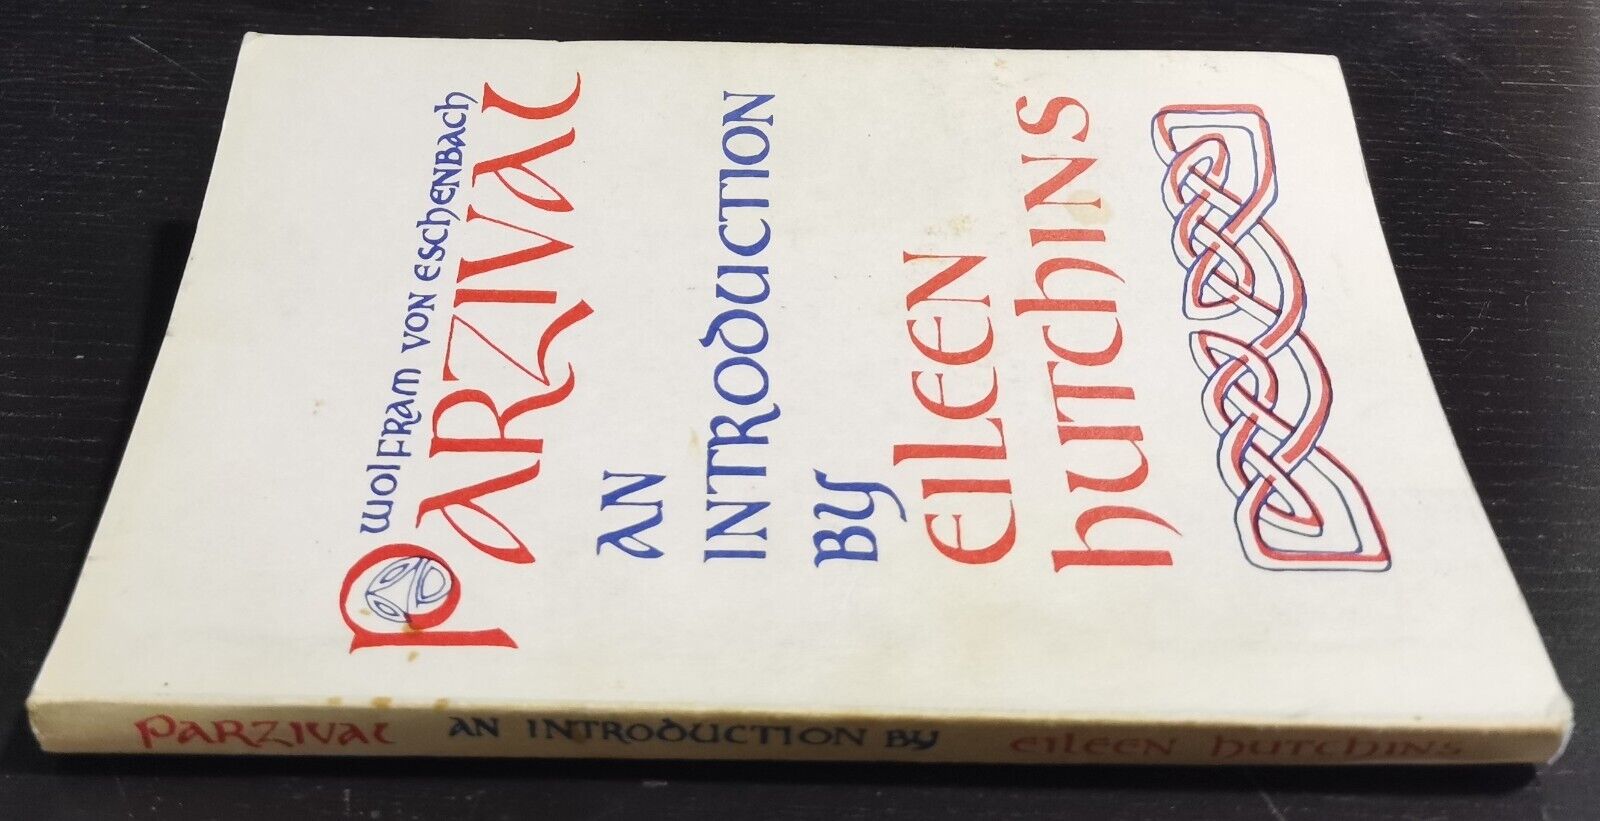 Wolfram von Eschenbach
Parzival
An
Introduction
By
Eileen
Hutchins
Parzival An Introduction By Eileen Hutchins